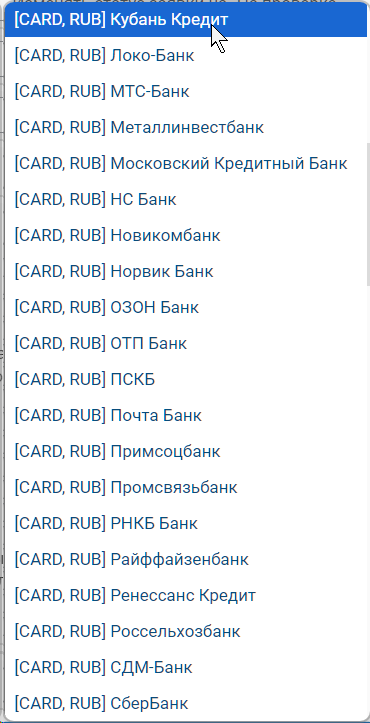 [CARD, RUB] Кубань Кредит
[CARD, RUB] Локо-Банк
[CARD, RUB] МТС-Банк
[CARD, RUB] Металлинвестбанк
[CARD, RUB] Московский Кредитный Банк
[CARD, RUB] НС Банк
[CARD, RUB] Новикомбанк
[CARD, RUB] Норвик Банк
[CARD, RUB] ОЗОН Банк
[CARD, RUB] ОТП Банк
[CARD, RUB] ПСКБ
[CARD, RUB] Почта Банк
[CARD, RUB] Примсоцбанк
[CARD, RUB] Промсвязьбанк
[CARD, RUB] РНКБ Банк
[CARD, RUB] Райффайзенбанк
[CARD, RUB] Ренессанс Кредит
[CARD, RUB] Россельхозбанк
[CARD, RUB] СДМ-Банк
[CARD, RUB] СберБанк